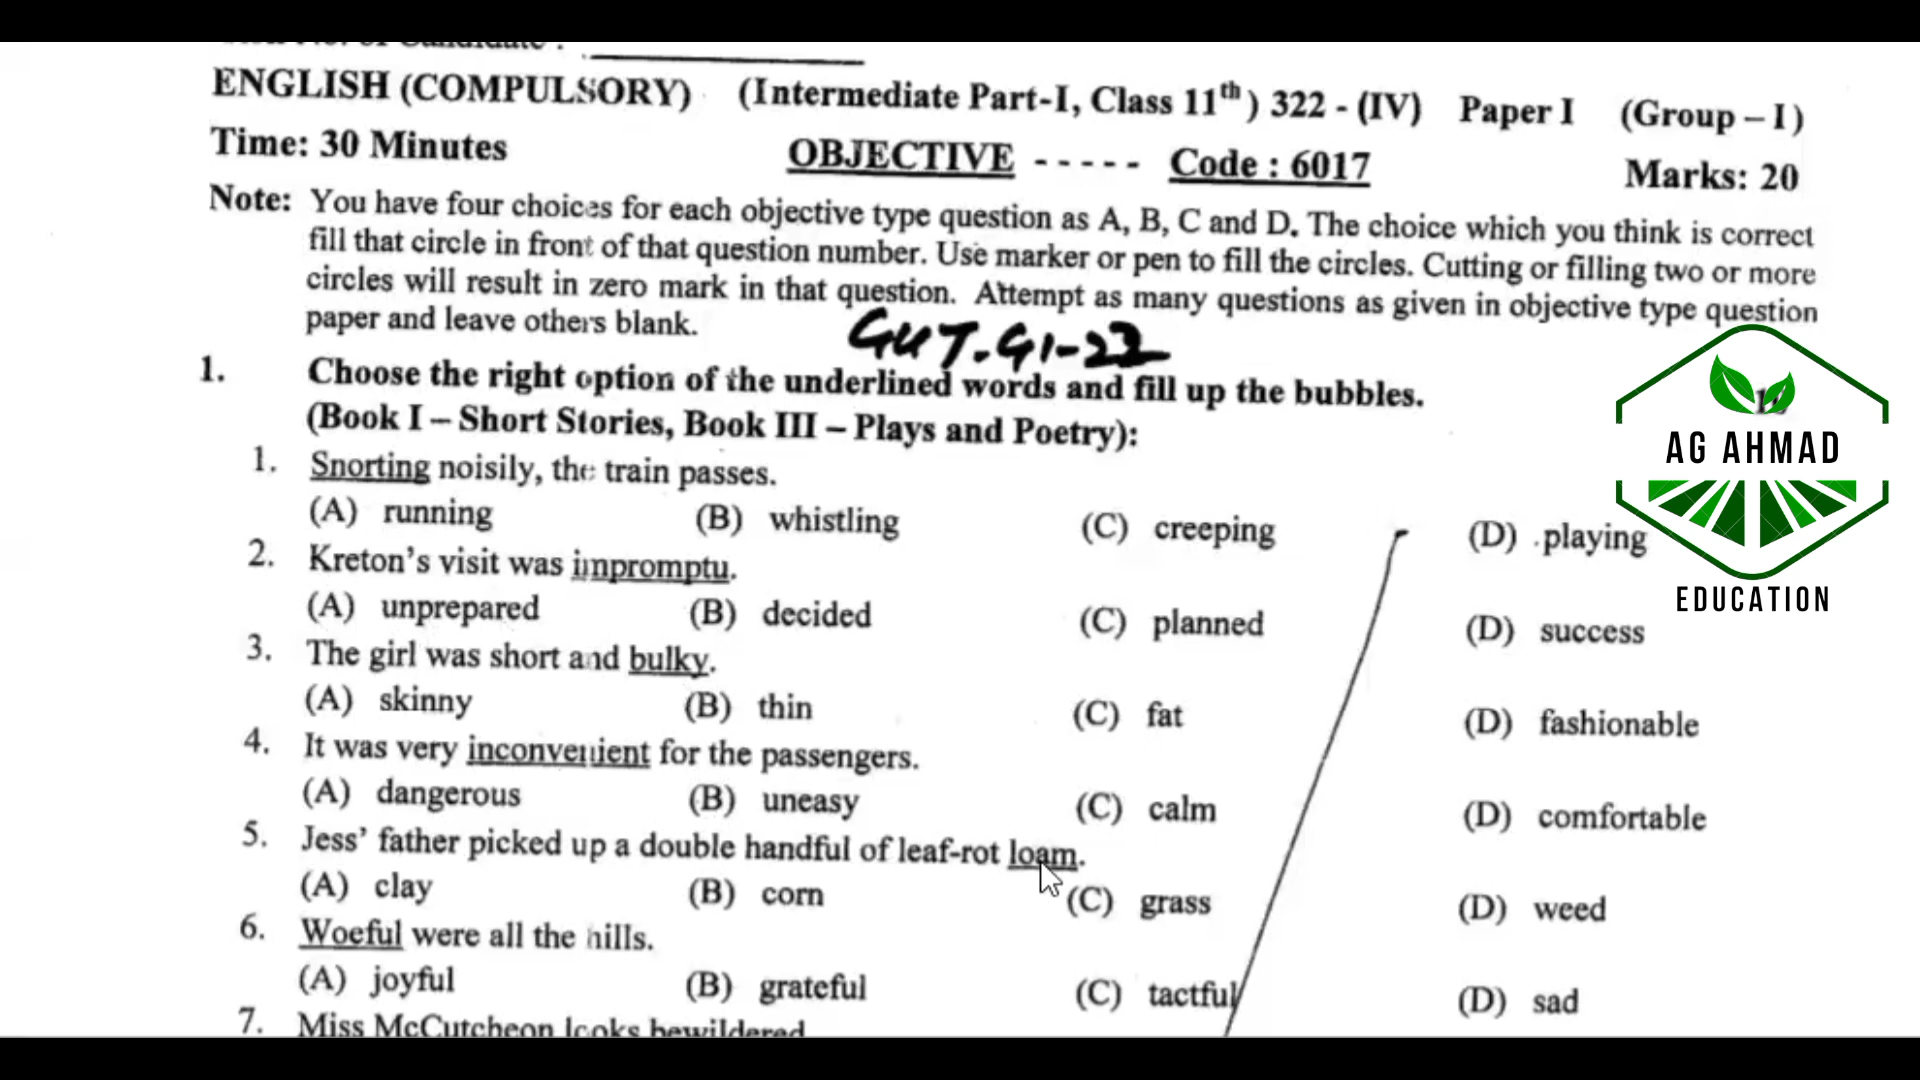 ENGLISH (COMPULSORY) (Intermediate Part-I, Class 11th) 322 - (IV) Paper I (Group – I)
Time: 30 Minutes OBJECTIVE - - - - - Code : 6017 Marks: 20
Note: You have four choices for each objective type question as A, B, C and D. The choice which you think is correct
fill that circle in front of that question number. Use marker or pen to fill the circles. Cutting or filling two or more
circles will result in zero mark in that question. Attempt as many questions as given in objective type question
paper and leave others blank.
GUT-G1-22
1. Choose the right option of the underlined words and fill up the bubbles.
(Book I – Short Stories, Book III – Plays and Poetry):
AG AHMAD
EDUCATION
1. Snorting noisily, the train passes.
(A) running (B) whistling (C) creeping (D) playing
2. Kreton's visit was impromptu.
(A) unprepared (B) decided (C) planned (D) success
3. The girl was short and bulky.
(A) skinny (B) thin (C) fat (D) fashionable
4. It was very inconvenient for the passengers.
(A) dangerous (B) uneasy (C) calm (D) comfortable
5. Jess' father picked up a double handful of leaf-rot loam.
(A) clay (B) corn (C) grass (D) weed
6. Woeful were all the hills.
(A) joyful (B) grateful (C) tactful (D) sad
7. Miss McCutcheon looks bewildered.